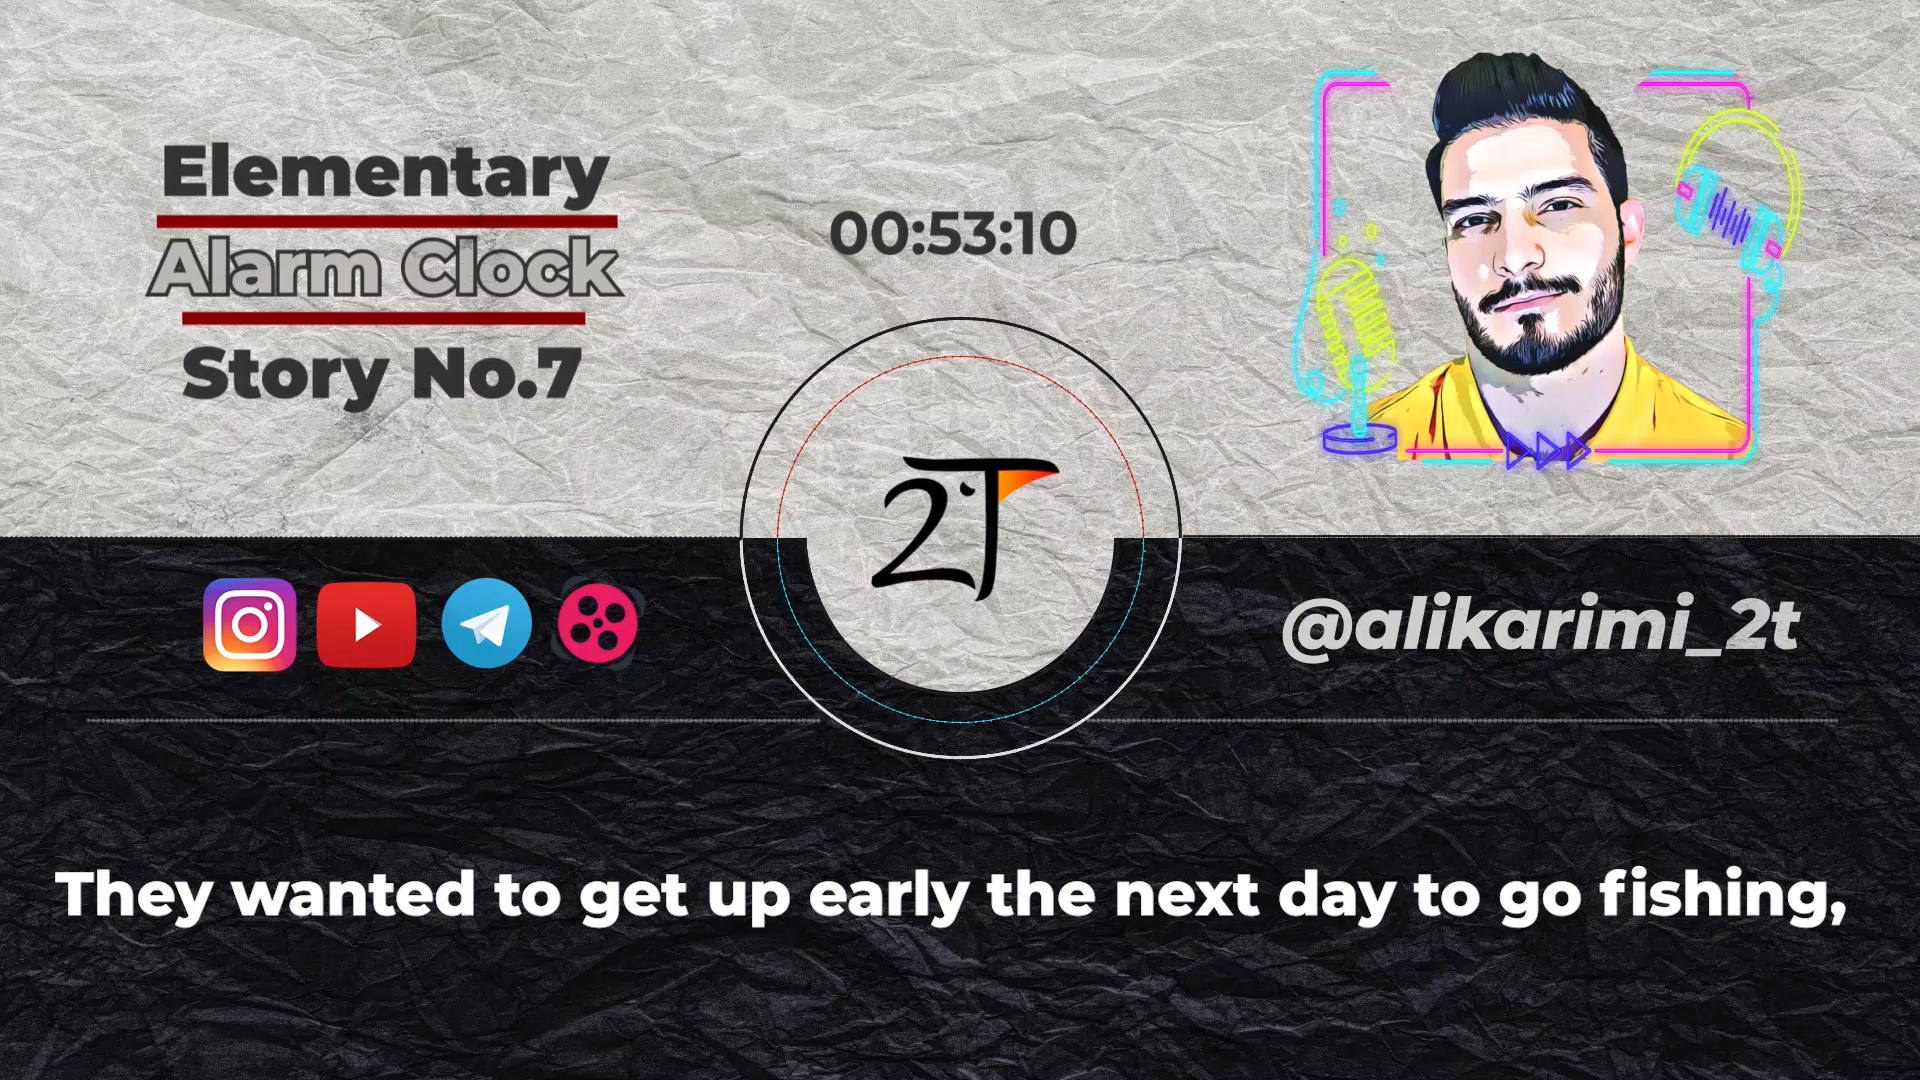 Elementary
Alarm Clock
Story No.7
00:53:10
2T
@alikarimi_2t
They wanted to get up early the next day to go fishing,